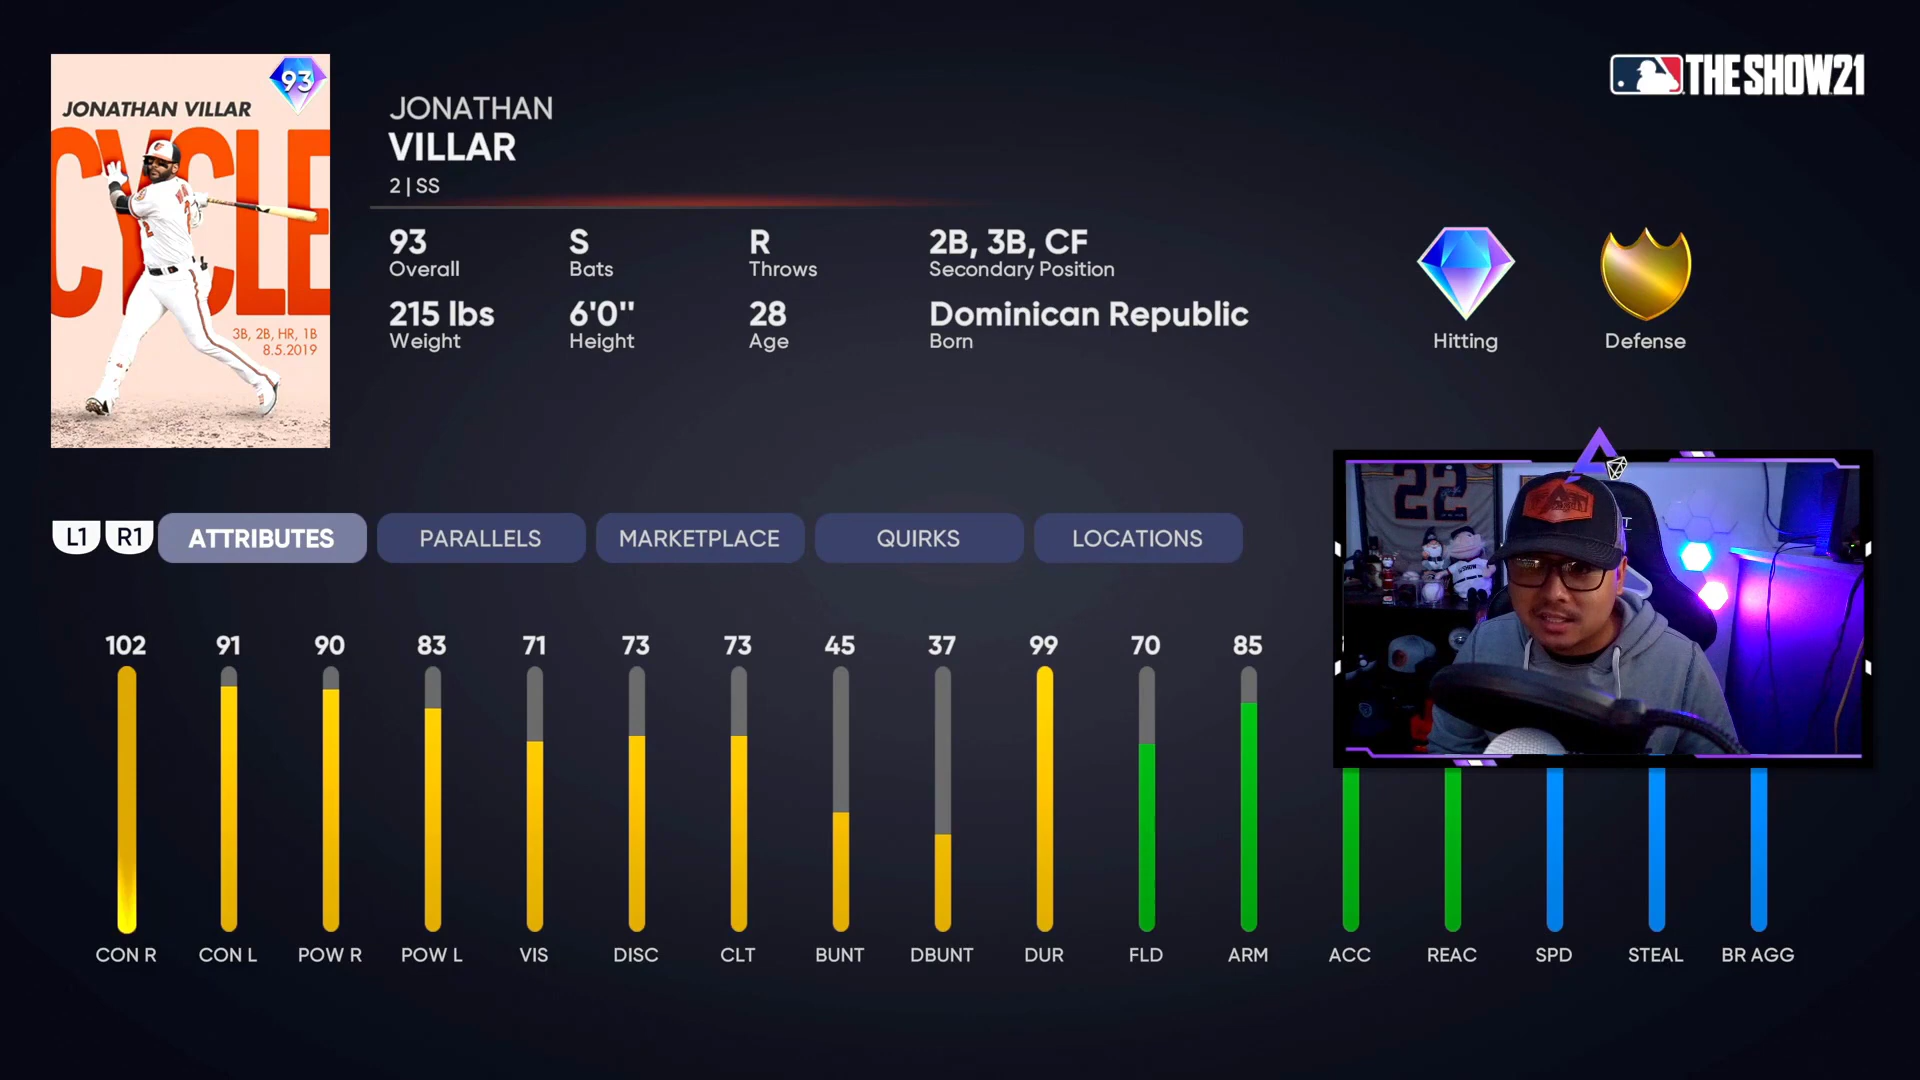 93
JONATHAN VILLAR
CYCLE
3B, 2B, HR, 1B
8.5.2019
JONATHAN
VILLAR
2 | SS
THE SHOW21
93
Overall
S
Bats
R
Throws
2B, 3B, CF
Secondary Position
215 lbs
Weight
6'0"
Height
28
Age
Dominican Republic
Born
Hitting
Defense
L1 R1 ATTRIBUTES PARALLELS MARKETPLACE QUIRKS LOCATIONS
22
102 91 90 83 71 73 73 45 37 99 70 85
CON R CON L POW R POW L VIS DISC CLT BUNT DBUNT DUR FLD ARM ACC REAC SPD STEAL BR AGG